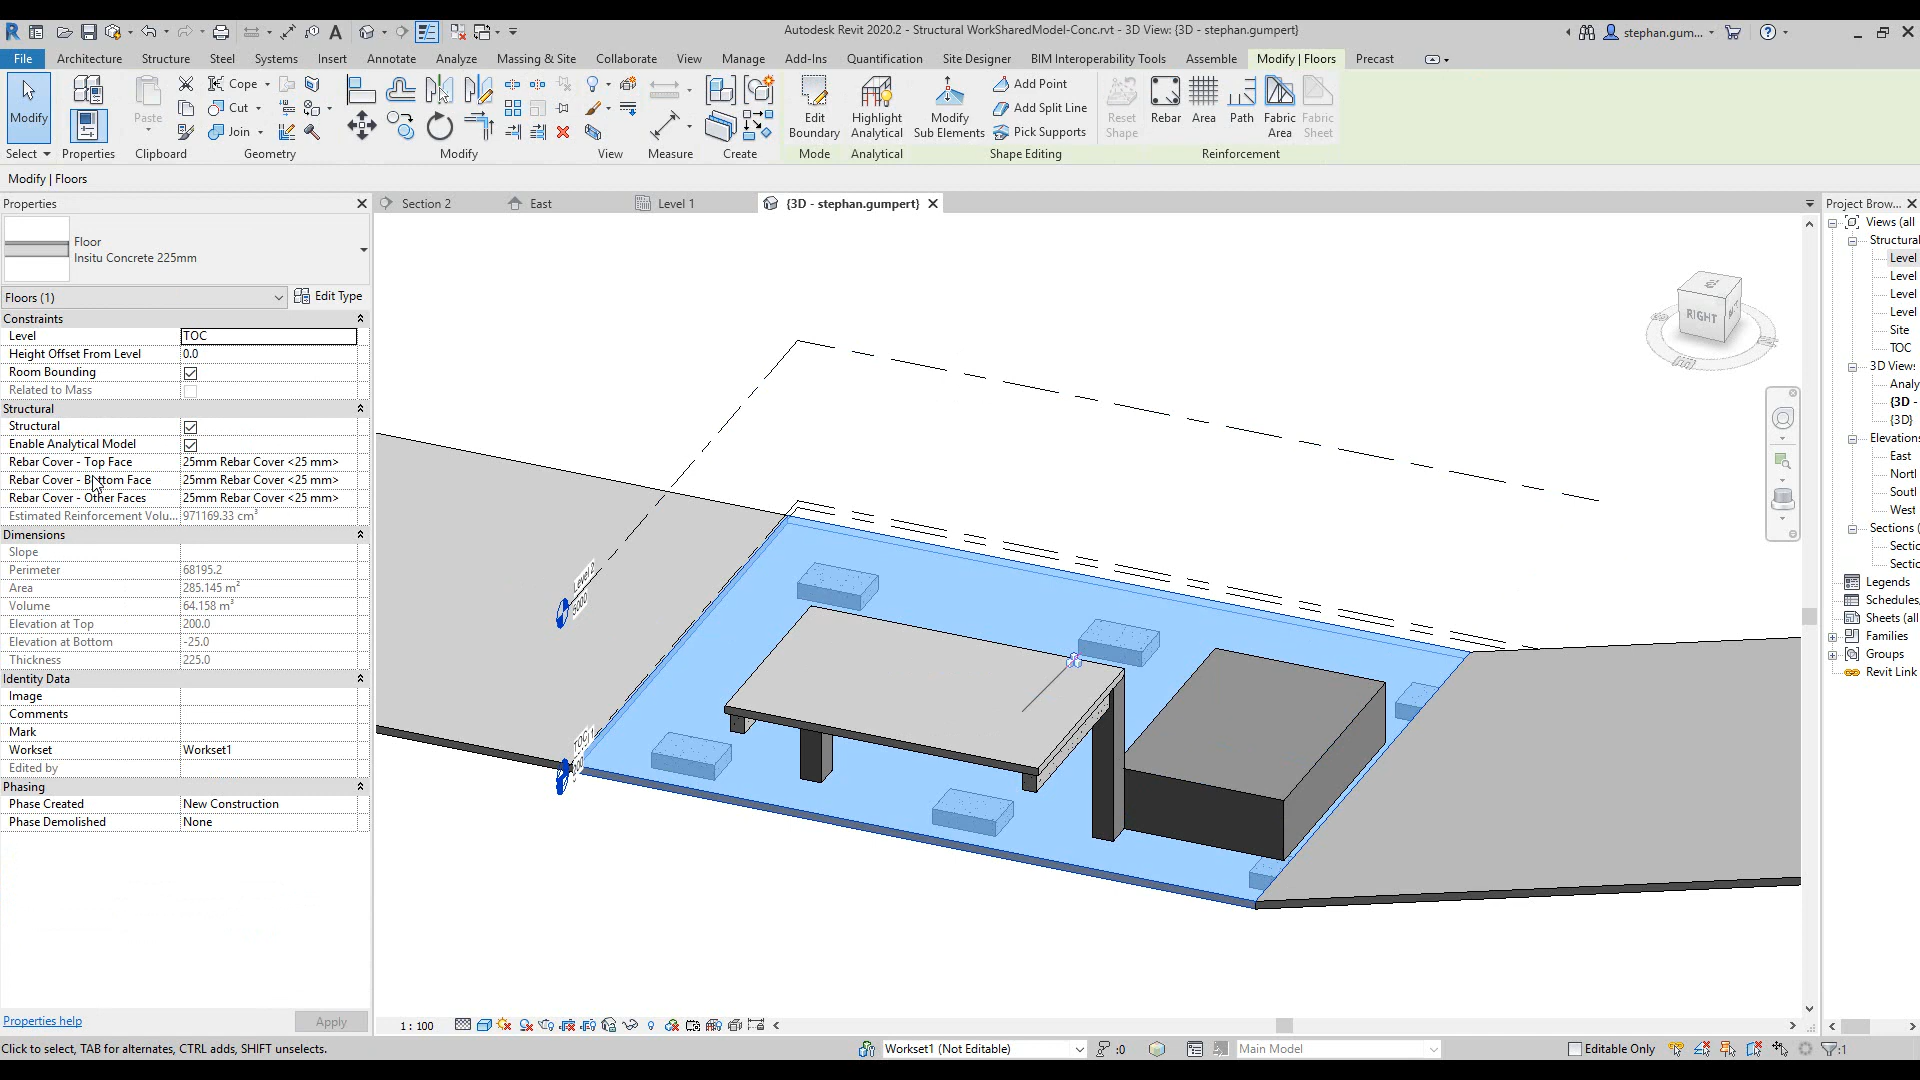 Autodesk Revit 2020.2 - Structural WorkSharedModel-Conc.rvt - 3D View: {3D - stephan.gumpert}
stephan.gum...
File Architecture Structure Steel Systems Insert Annotate Analyze Massing & Site Collaborate View Manage Add-Ins Quantification Site Designer BIM Interoperability Tools Assemble Modify | Floors Precast
Modify
Paste
Cope
Cut
Join
Edit Boundary
Highlight Analytical
Modify Sub Elements
Add Point
Add Split Line
Pick Supports
Reset Shape
Rebar
Area
Path
Fabric Area
Fabric Sheet
Select Properties Clipboard Geometry Modify View Measure Create Mode Analytical Shape Editing Reinforcement
Modify | Floors
Properties
Section 2
East
Level 1
{3D - stephan.gumpert}
Project Brow...
Floor
Insitu Concrete 225mm
Floors (1)
Edit Type
Constraints
Level TOC
Height Offset From Level 0.0
Room Bounding
Related to Mass
Structural
Structural
Enable Analytical Model
Rebar Cover - Top Face 25mm Rebar Cover <25 mm>
Rebar Cover - Bottom Face 25mm Rebar Cover <25 mm>
Rebar Cover - Other Faces 25mm Rebar Cover <25 mm>
Estimated Reinforcement Volu... 971169.33 cm³
Dimensions
Slope
Perimeter 68195.2
Area 285.145 m²
Volume 64.158 m³
Elevation at Top 200.0
Elevation at Bottom -25.0
Thickness 225.0
Identity Data
Image
Comments
Mark
Workset Workset1
Edited by
Phasing
Phase Created New Construction
Phase Demolished None
Properties help
Apply
RIGHT
Level 2
3000
Views (all
Structural
Level
Level
Level
Level
Site
TOC
3D Views
Analy
{3D -
{3D}
Elevations
East
North
South
West
Sections (
Sectic
Sectic
Legends
Schedules,
Sheets (all
Families
Groups
Revit Link
1 : 100
Click to select, TAB for alternates, CTRL adds, SHIFT unselects.
Workset1 (Not Editable)
:0
Main Model
Editable Only
:1